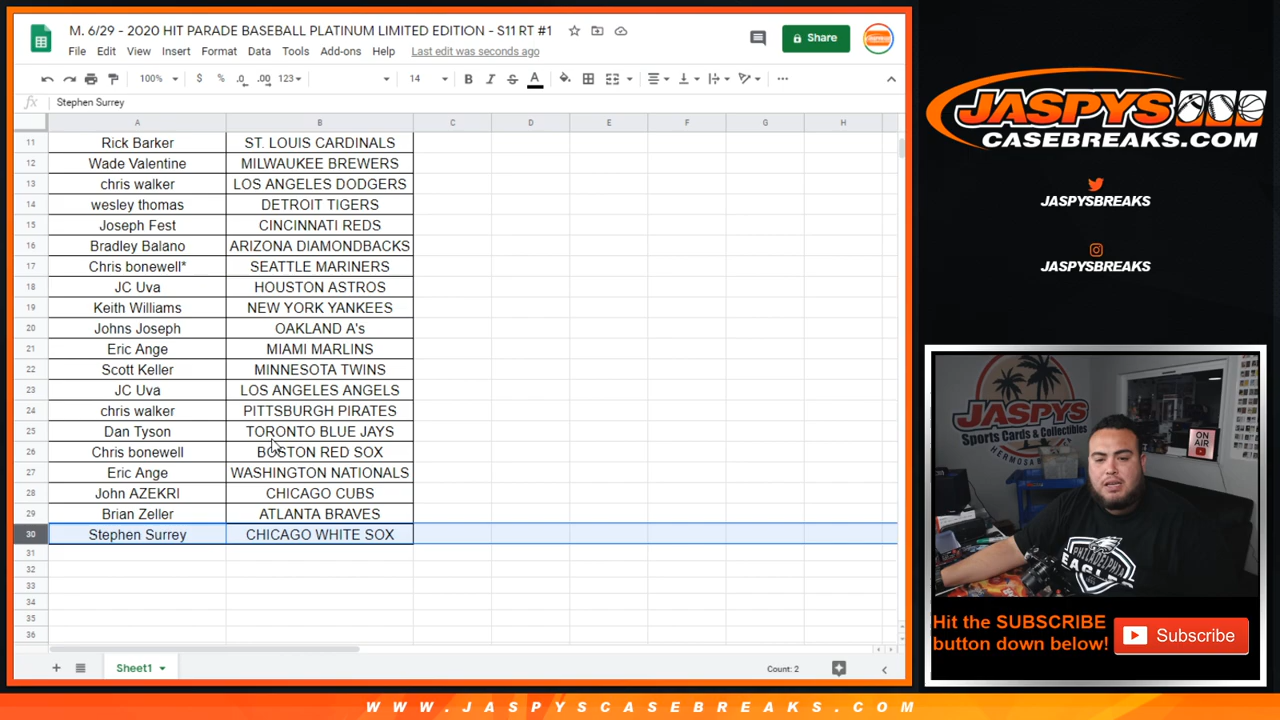 M. 6/29 - 2020 HIT PARADE BASEBALL PLATINUM LIMITED EDITION - S11 RT #1
Share
File Edit View Insert Format Data Tools Add-ons Help Last edit was seconds ago
100% $ % .0 .00 123 14 B I S A
fx Stephen Surrey
A B C D E F G H
11 Rick Barker ST. LOUIS CARDINALS
12 Wade Valentine MILWAUKEE BREWERS
13 chris walker LOS ANGELES DODGERS
14 wesley thomas DETROIT TIGERS
15 Joseph Fest CINCINNATI REDS
16 Bradley Balano ARIZONA DIAMONDBACKS
17 Chris bonewell* SEATTLE MARINERS
18 JC Uva HOUSTON ASTROS
19 Keith Williams NEW YORK YANKEES
20 Johns Joseph OAKLAND A's
21 Eric Ange MIAMI MARLINS
22 Scott Keller MINNESOTA TWINS
23 JC Uva LOS ANGELES ANGELS
24 chris walker PITTSBURGH PIRATES
25 Dan Tyson TORONTO BLUE JAYS
26 Chris bonewell BOSTON RED SOX
27 Eric Ange WASHINGTON NATIONALS
28 John AZEKRI CHICAGO CUBS
29 Brian Zeller ATLANTA BRAVES
30 Stephen Surrey CHICAGO WHITE SOX
31
32
33
34
35
36
Sheet1
Count: 2
JASPYS
CASEBREAKS.COM
JASPYSBREAKS
JASPYSBREAKS
JASPYS
Sports Cards & Collectibles
HERMOSA
ON AIR
PHILADELPHIA
EAGLES
Hit the SUBSCRIBE
button down below!
Subscribe
WWW.JASPYSCASEBREAKS.COM